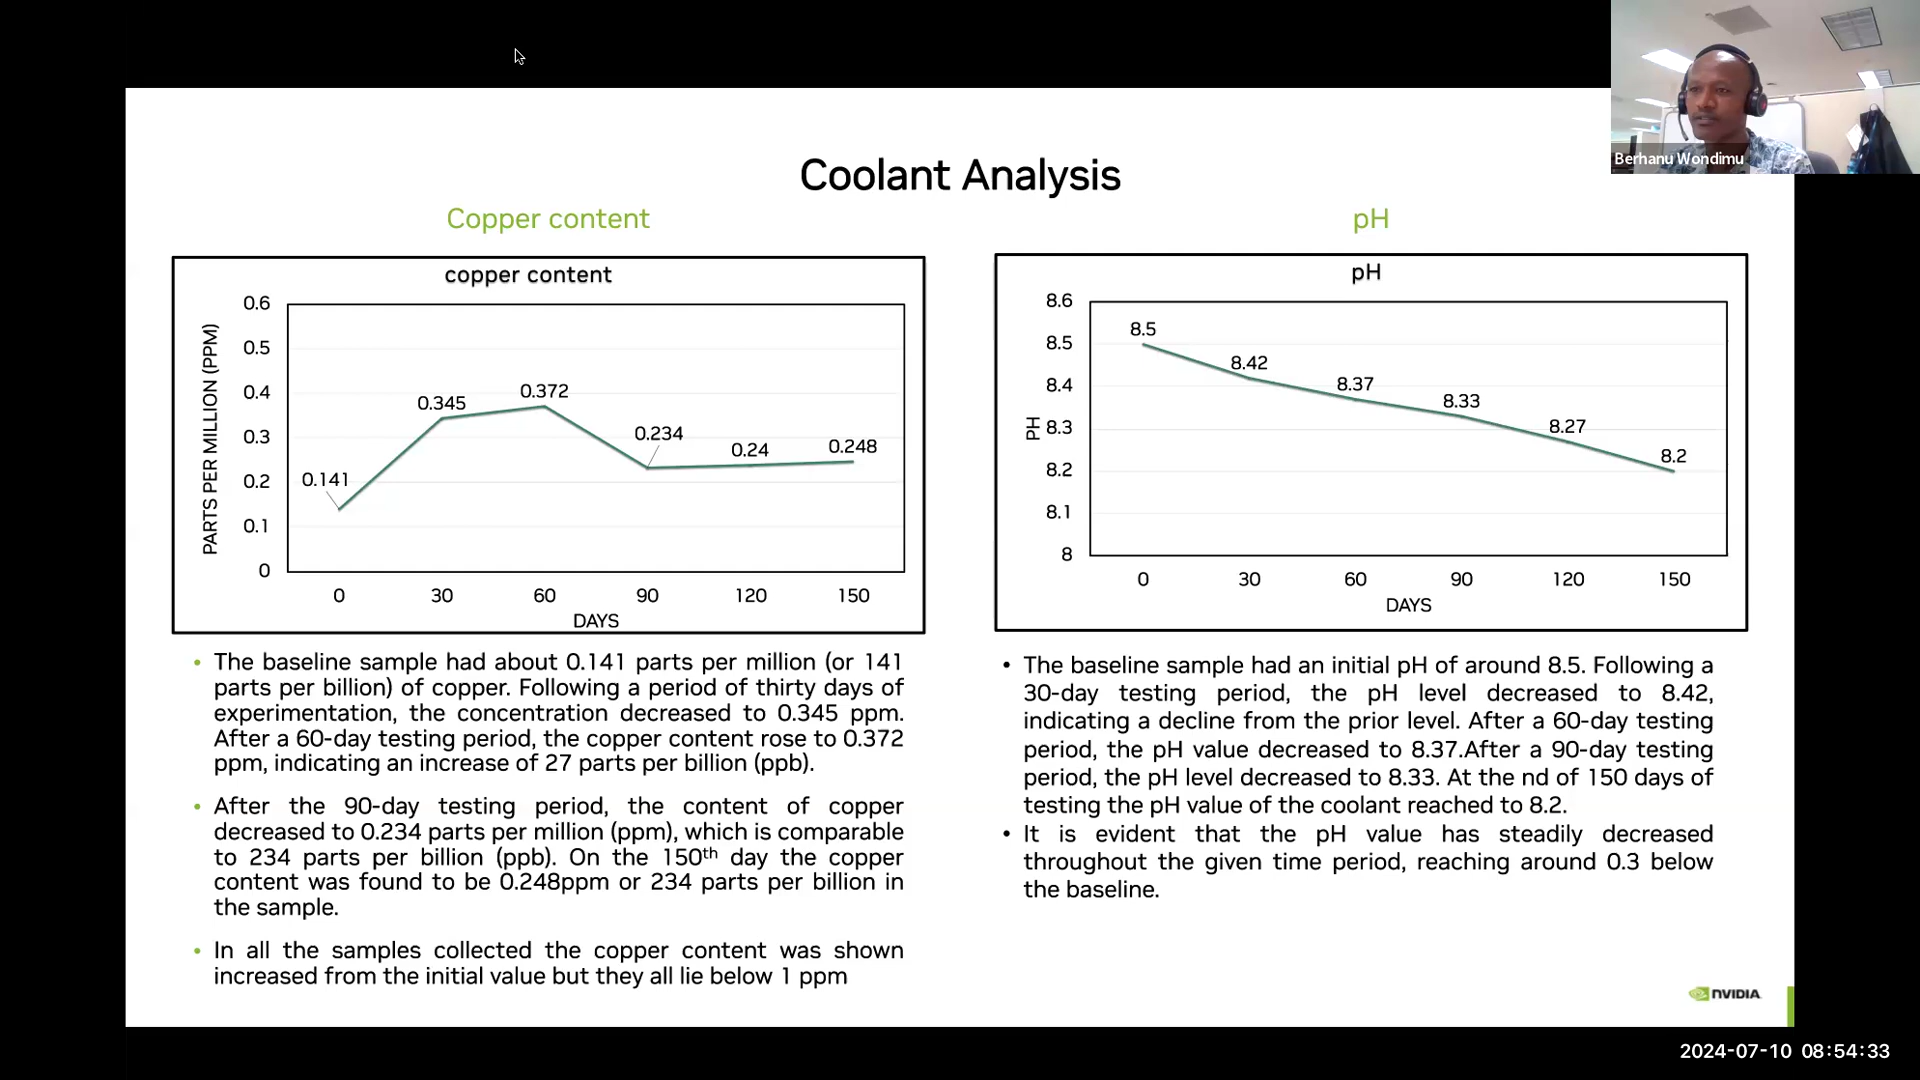 Berhanu Wondimu
Coolant Analysis
Copper content
copper content
PARTS PER MILLION (PPM)
0.6
0.5
0.4
0.3
0.2
0.1
0
0.141
0.345
0.372
0.234
0.24
0.248
0 30 60 90 120 150
DAYS
• The baseline sample had about 0.141 parts per million (or 141
parts per billion) of copper. Following a period of thirty days of
experimentation, the concentration decreased to 0.345 ppm.
After a 60-day testing period, the copper content rose to 0.372
ppm, indicating an increase of 27 parts per billion (ppb).
• After the 90-day testing period, the content of copper
decreased to 0.234 parts per million (ppm), which is comparable
to 234 parts per billion (ppb). On the 150th day the copper
content was found to be 0.248ppm or 234 parts per billion in
the sample.
• In all the samples collected the copper content was shown
increased from the initial value but they all lie below 1 ppm
pH
pH
PH
8.6
8.5
8.4
8.3
8.2
8.1
8
8.5
8.42
8.37
8.33
8.27
8.2
0 30 60 90 120 150
DAYS
• The baseline sample had an initial pH of around 8.5. Following a
30-day testing period, the pH level decreased to 8.42,
indicating a decline from the prior level. After a 60-day testing
period, the pH value decreased to 8.37.After a 90-day testing
period, the pH level decreased to 8.33. At the nd of 150 days of
testing the pH value of the coolant reached to 8.2.
• It is evident that the pH value has steadily decreased
throughout the given time period, reaching around 0.3 below
the baseline.
NVIDIA
2024-07-10 08:54:33